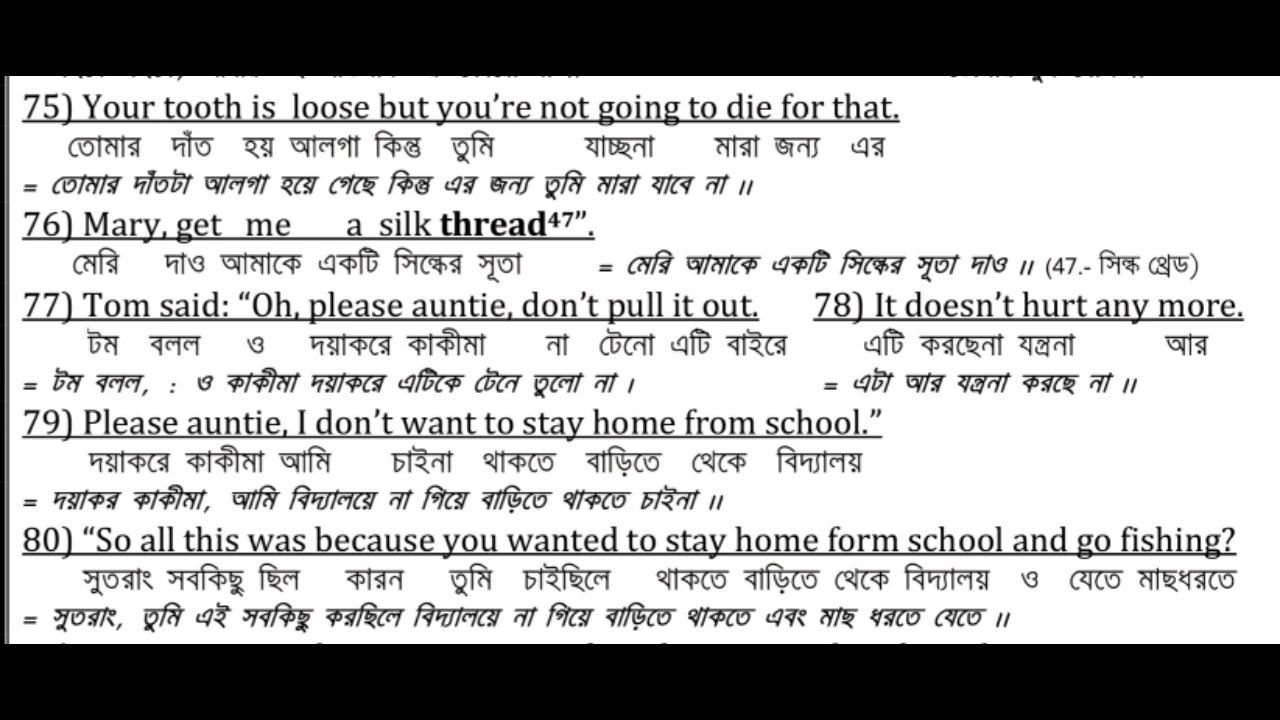 75) Your tooth is loose but you're not going to die for that.
তোমার দাঁত হয় আলগা কিন্তু তুমি যাচ্ছনা মারা জন্য এর
= তোমার দাঁতটা আলগা হয়ে গেছে কিন্তু এর জন্য তুমি মারা যাবে না ৷৷
76) Mary, get me a silk thread⁴⁷”.
মেরি দাও আমাকে একটি সিল্কের সূতা = মেরি আমাকে একটি সিল্কের সূতা দাও ৷৷ (47.- সিল্ক থ্রেড)
77) Tom said: “Oh, please auntie, don't pull it out. 78) It doesn't hurt any more.
টম বলল ও দয়াকরে কাকীমা না টেনো এটি বাইরে এটি করছেনা যন্ত্রনা আর
= টম বলল, : ও কাকীমা দয়াকরে এটিকে টেনে তুলো না । = এটা আর যন্ত্রনা করছে না ৷৷
79) Please auntie, I don't want to stay home from school.”
দয়াকরে কাকীমা আমি চাইনা থাকতে বাড়িতে থেকে বিদ্যালয়
= দয়াকর কাকীমা, আমি বিদ্যালয়ে না গিয়ে বাড়িতে থাকতে চাইনা ৷৷
80) “So all this was because you wanted to stay home form school and go fishing?
সুতরাং সবকিছু ছিল কারন তুমি চাইছিলে থাকতে বাড়িতে থেকে বিদ্যালয় ও যেতে মাছধরতে
= সুতরাং, তুমি এই সবকিছু করছিলে বিদ্যালয়ে না গিয়ে বাড়িতে থাকতে এবং মাছ ধরতে যেতে ৷৷